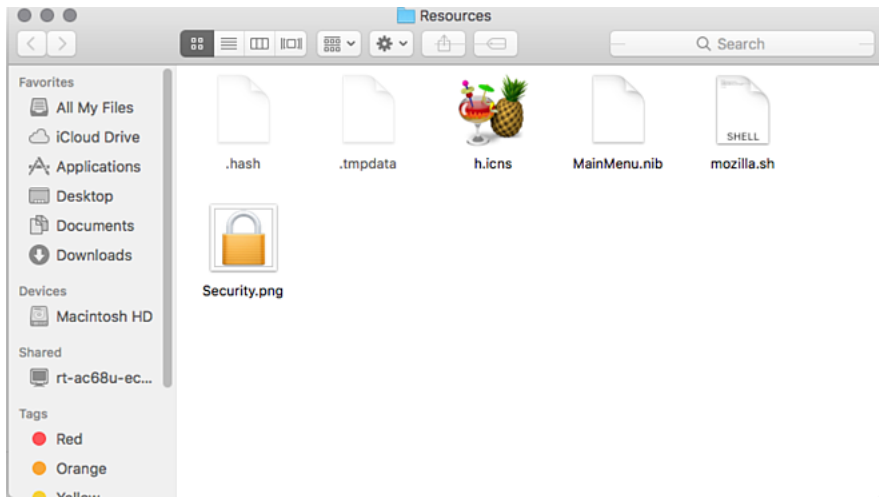 Resources
Search
Favorites
All My Files
iCloud Drive
Applications
Desktop
Documents
Downloads
Devices
Macintosh HD
Shared
rt-ac68u-ec...
Tags
Red
Orange
Yellow
.hash
.tmpdata
h.icns
MainMenu.nib
SHELL
mozilla.sh
Security.png